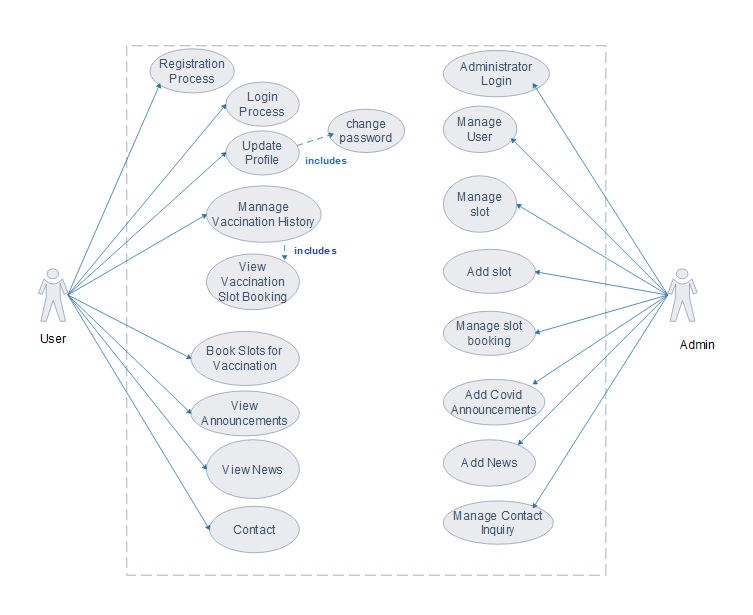 Registration
Process
Login
Process
Update
Profile
change
password
includes
Mannage
Vaccination History
includes
View
Vaccination
Slot Booking
User
Book Slots for
Vaccination
View
Announcements
View News
Contact
Administrator
Login
Manage
User
Manage
slot
Add slot
Manage slot
booking
Admin
Add Covid
Announcements
Add News
Manage Contact
Inquiry